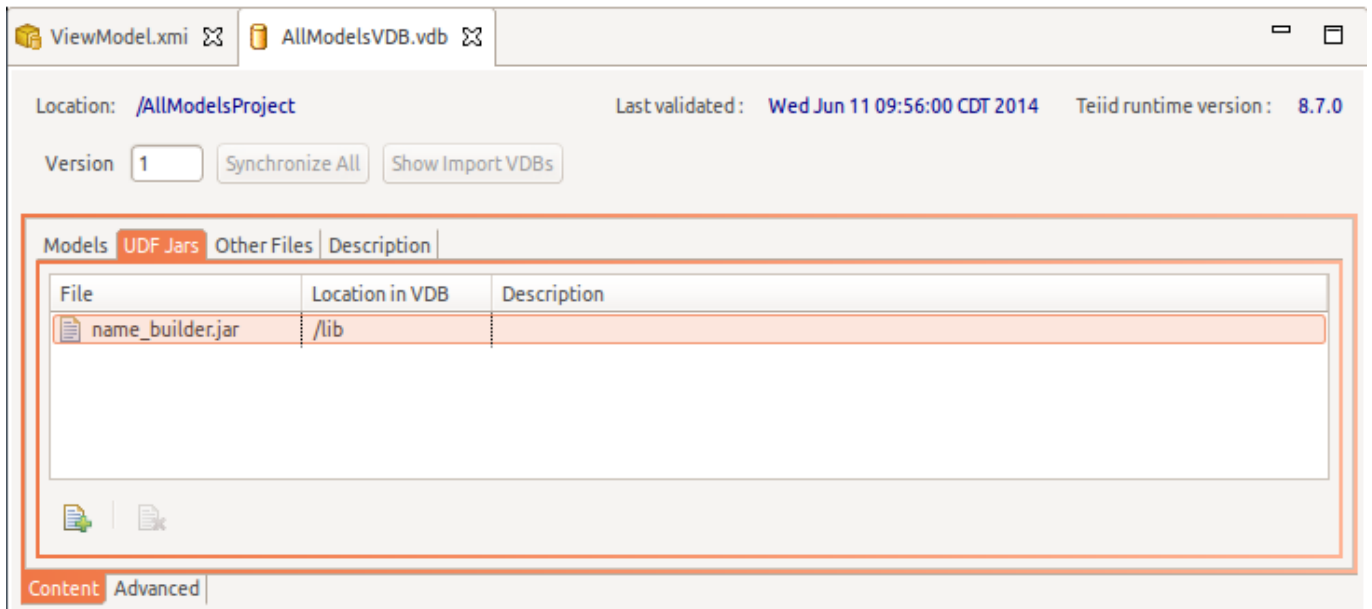 ViewModel.xmi AllModelsVDB.vdb
Location: /AllModelsProject Last validated : Wed Jun 11 09:56:00 CDT 2014 Teiid runtime version : 8.7.0
Version 1 Synchronize All Show Import VDBs
Models UDF Jars Other Files Description
File Location in VDB Description
name_builder.jar /lib
Content Advanced